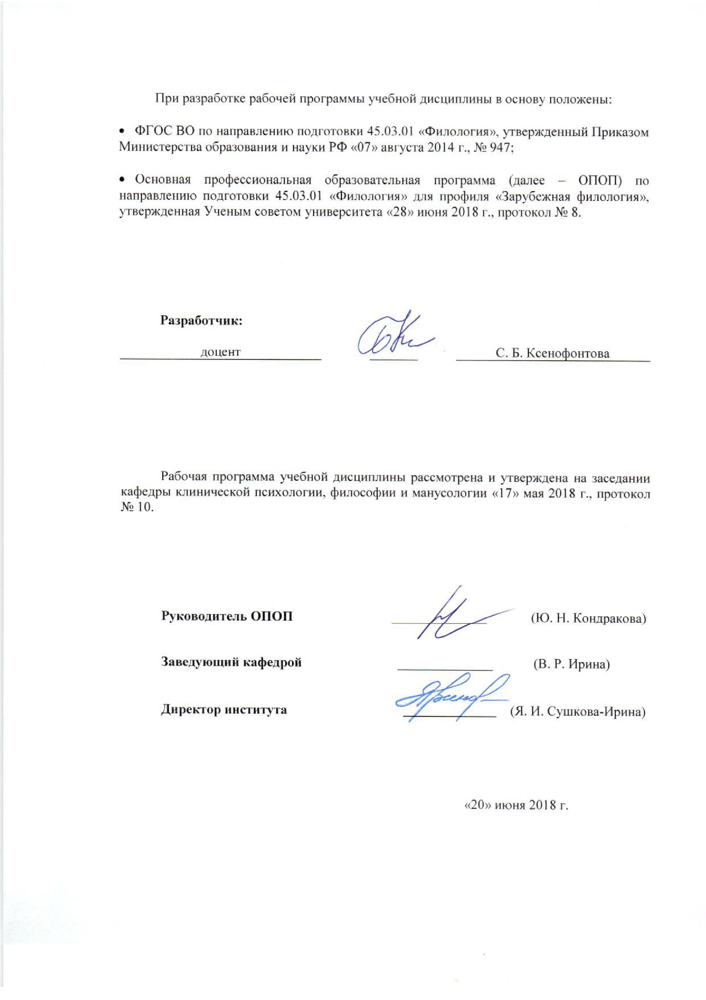 При разработке рабочей программы учебной дисциплины в основу положены:
• ФГОС ВО по направлению подготовки 45.03.01 «Филология», утвержденный Приказом
Министерства образования и науки РФ «07» августа 2014 г., № 947;
• Основная профессиональная образовательная программа (далее – ОПОП) по
направлению подготовки 45.03.01 «Филология» для профиля «Зарубежная филология»,
утвержденная Ученым советом университета «28» июня 2018 г., протокол № 8.
Разработчик:
доцент С. Б. Ксенофонтова
Рабочая программа учебной дисциплины рассмотрена и утверждена на заседании
кафедры клинической психологии, философии и манусологии «17» мая 2018 г., протокол
№ 10.
Руководитель ОПОП (Ю. Н. Кондракова)
Заведующий кафедрой (В. Р. Ирина)
Директор института (Я. И. Сушкова-Ирина)
«20» июня 2018 г.